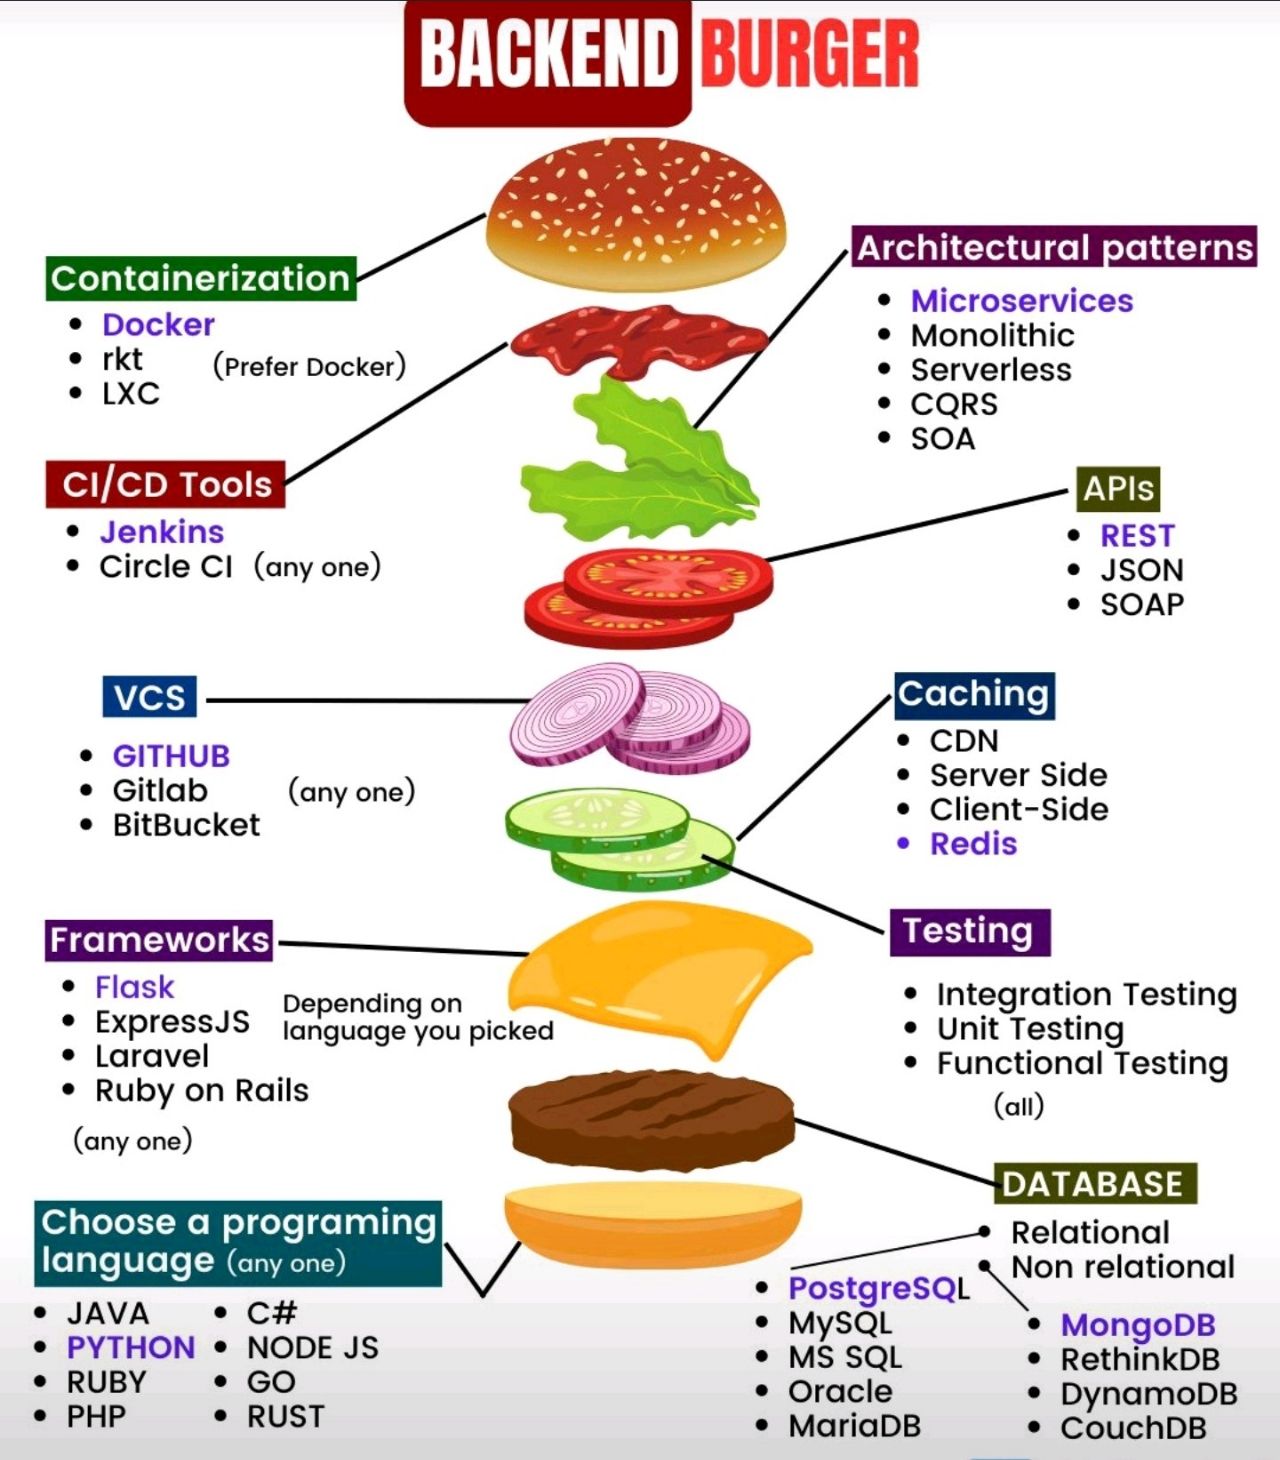 BACKEND BURGER
Containerization
Docker
rkt
(Prefer Docker)
LXC
Architectural patterns
Microservices
Monolithic
Serverless
CQRS
SOA
CI/CD Tools
Jenkins
Circle CI (any one)
APIs
REST
JSON
SOAP
VCS
GITHUB
Gitlab
(any one)
BitBucket
Caching
CDN
Server Side
Client-Side
Redis
Frameworks
Flask
ExpressJS
Laravel
Ruby on Rails
(any one)
Depending on
language you picked
Testing
Integration Testing
Unit Testing
Functional Testing
(all)
DATABASE
Relational
Non relational
PostgreSQL
MySQL
MS SQL
Oracle
MariaDB
MongoDB
RethinkDB
DynamoDB
CouchDB
Choose a programing
language (any one)
JAVA
PYTHON
RUBY
PHP
C#
NODE JS
GO
RUST